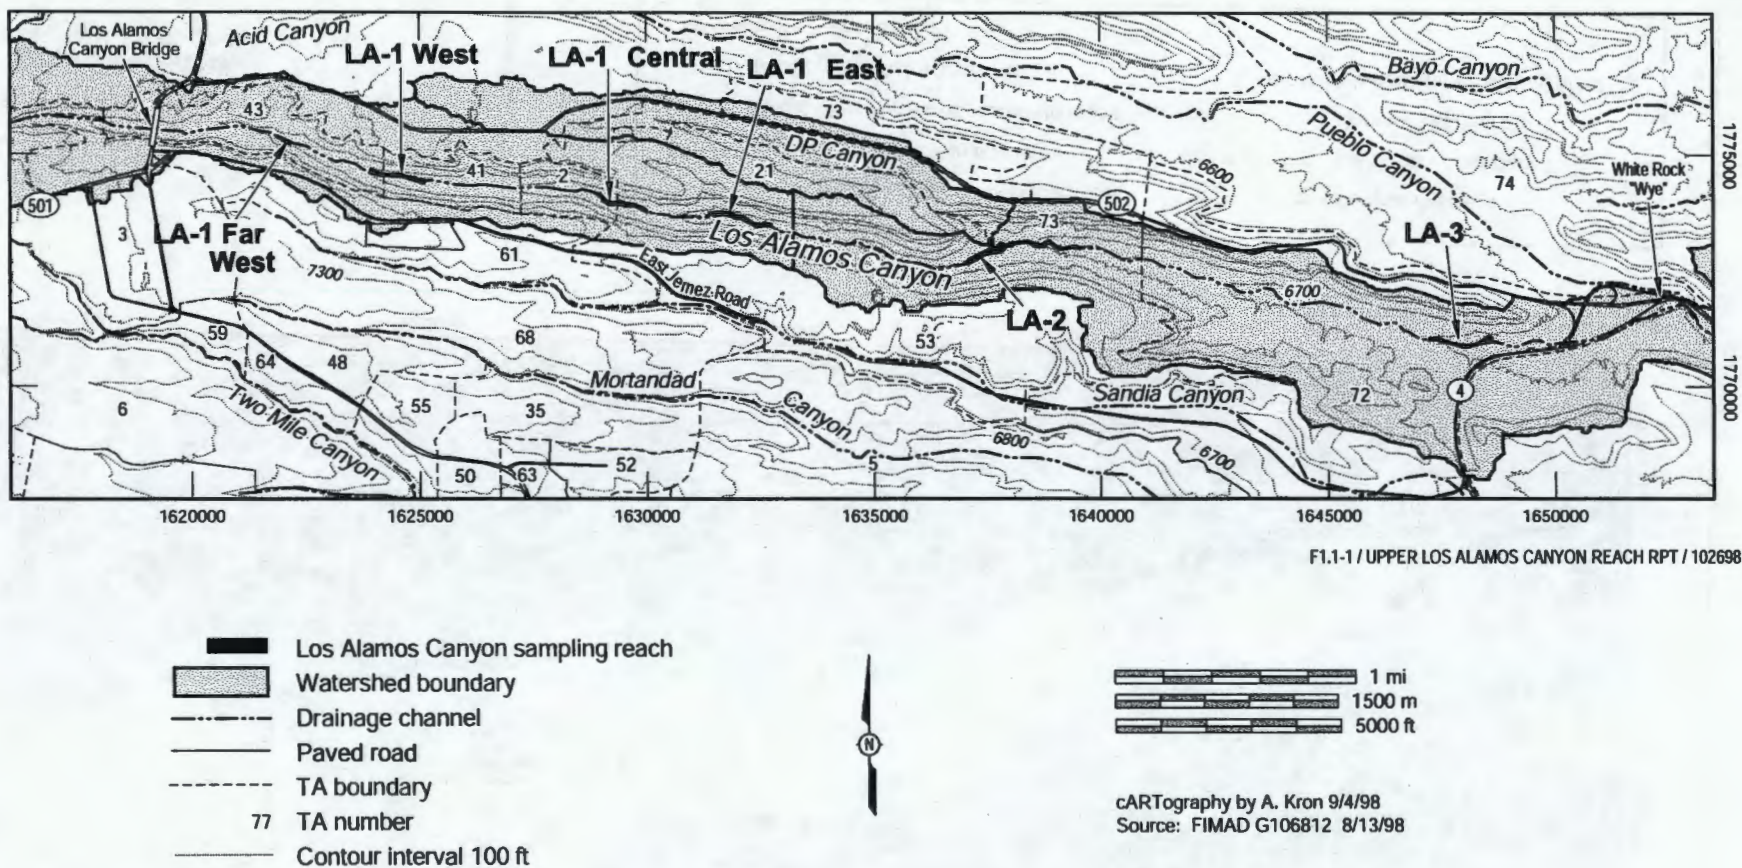 Los Alamos
Canyon Bridge
Acid Canyon
LA-1 West
LA-1 Central
LA-1 East
Bayo Canyon
43
73
DP Canyon
Pueblo Canyon
1775000
41
2
21
6600
74
White Rock
"Wye"
501
502
3
LA-1 Far
West
73
LA-3
Los Alamos Canyon
61
7300
East Jemez Road
6700
LA-2
59
68
53
64
48
Mortandad
Canyon
Sandia Canyon
72
4
1770000
6
Two Mile Canyon
55
35
6800
6700
50
63
52
5
1620000
1625000
1630000
1635000
1640000
1645000
1650000
F1.1-1 / UPPER LOS ALAMOS CANYON REACH RPT / 102698
Los Alamos Canyon sampling reach
Watershed boundary
Drainage channel
Paved road
TA boundary
77 TA number
Contour interval 100 ft
N
1 mi
1500 m
5000 ft
cARTography by A. Kron 9/4/98
Source: FIMAD G106812 8/13/98